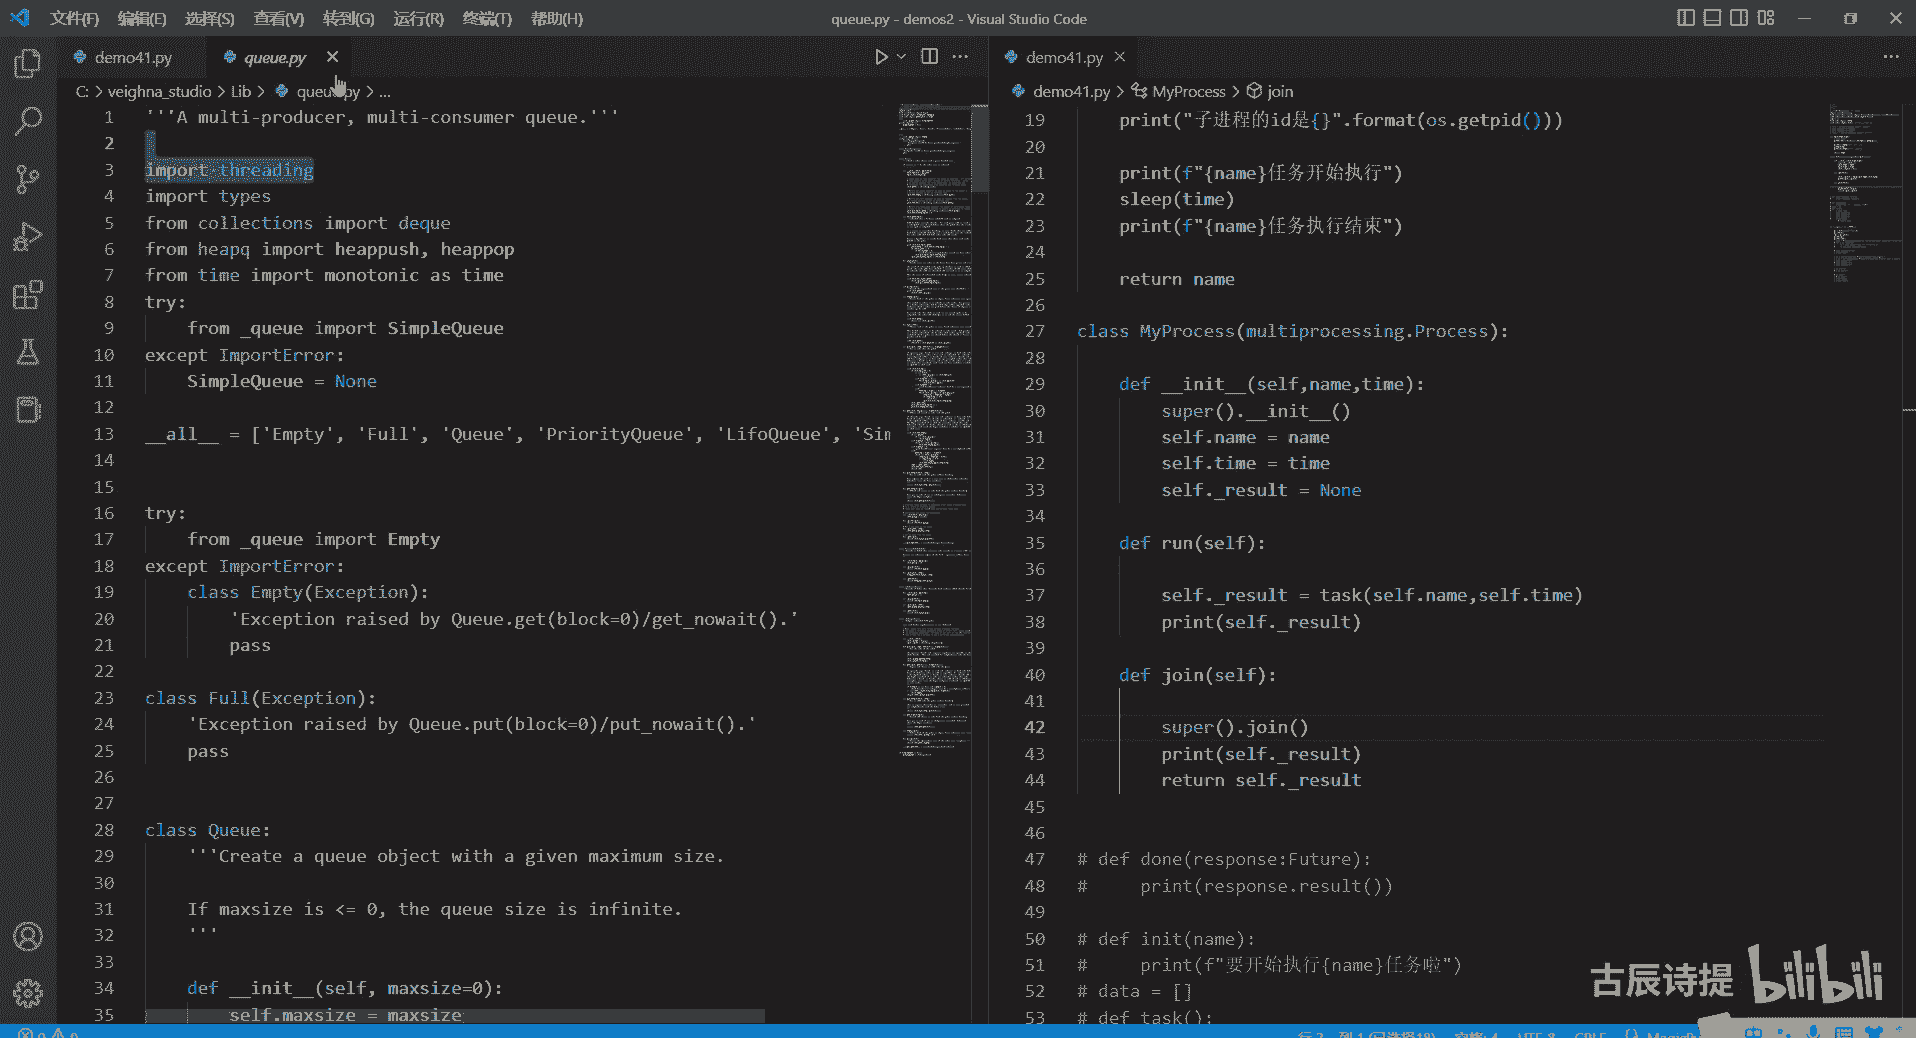 文件(F) 编辑(E) 选择(S) 查看(V) 转到(G) 运行(R) 终端(T) 帮助(H)
queue.py - demos2 - Visual Studio Code
demo41.py
queue.py
C: > veighna_studio > Lib > queue.py > ...
1 '''A multi-producer, multi-consumer queue.'''
2
3 import threading
4 import types
5 from collections import deque
6 from heapq import heappush, heappop
7 from time import monotonic as time
8 try:
9 from _queue import SimpleQueue
10 except ImportError:
11 SimpleQueue = None
12
13 __all__ = ['Empty', 'Full', 'Queue', 'PriorityQueue', 'LifoQueue', 'Sim
14
15
16 try:
17 from _queue import Empty
18 except ImportError:
19 class Empty(Exception):
20 'Exception raised by Queue.get(block=0)/get_nowait().'
21 pass
22
23 class Full(Exception):
24 'Exception raised by Queue.put(block=0)/put_nowait().'
25 pass
26
27
28 class Queue:
29 '''Create a queue object with a given maximum size.
30
31 If maxsize is <= 0, the queue size is infinite.
32 '''
33
34 def __init__(self, maxsize=0):
35 self.maxsize = maxsize
demo41.py
demo41.py > MyProcess > join
19 print("子进程的id是{}".format(os.getpid()))
20
21 print(f"{name}任务开始执行")
22 sleep(time)
23 print(f"{name}任务执行结束")
24
25 return name
26
27 class MyProcess(multiprocessing.Process):
28
29 def __init__(self,name,time):
30 super().__init__()
31 self.name = name
32 self.time = time
33 self._result = None
34
35 def run(self):
36
37 self._result = task(self.name,self.time)
38 print(self._result)
39
40 def join(self):
41
42 super().join()
43 print(self._result)
44 return self._result
45
46
47 # def done(response:Future):
48 # print(response.result())
49
50 # def init(name):
51 # print(f"要开始执行{name}任务啦")
52 # data = []
53 # def task():
古辰诗提 bilibili